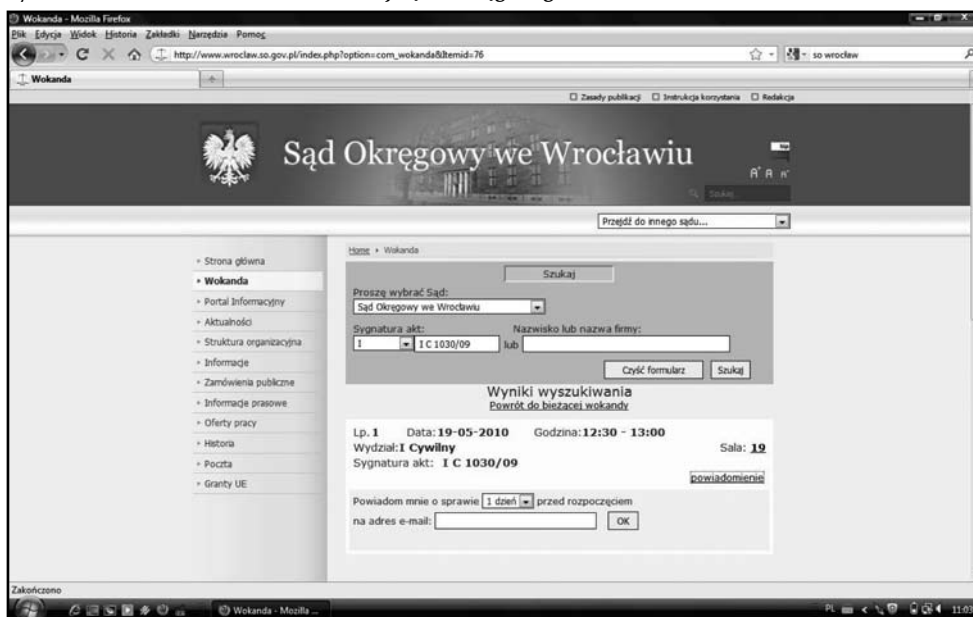 Wokanda - Mozilla Firefox
Plik Edycja Widok Historia Zakładki Narzędzia Pomoc
http://www.wroclaw.so.gov.pl/index.php?option=com_wokanda&Itemid=76
so wrocław
Wokanda
Zasady publikacji Instrukcja korzystania Redakcja
Sąd Okręgowy we Wrocławiu
A+ A A-
Szukaj
Przejdź do innego sądu...
Strona główna
Wokanda
Portal Informacyjny
Aktualności
Struktura organizacyjna
Informacje
Zamówienia publiczne
Informacje prasowe
Oferty pracy
Historia
Poczta
Granty UE
Home Wokanda
Szukaj
Proszę wybrać Sąd:
Sąd Okręgowy we Wrocławiu
Sygnatura akt: Nazwisko lub nazwa firmy:
I I C 1030/09 lub
Czyść formularz Szukaj
Wyniki wyszukiwania
Powrót do bieżacej wokandy
Lp. 1 Data: 19-05-2010 Godzina: 12:30 - 13:00
Wydział: I Cywilny Sala: 19
Sygnatura akt: I C 1030/09
powiadomienie
Powiadom mnie o sprawie 1 dzień przed rozpoczęciem
na adres e-mail: OK
Zakończono
Wokanda - Mozilla ...
PL 11:03